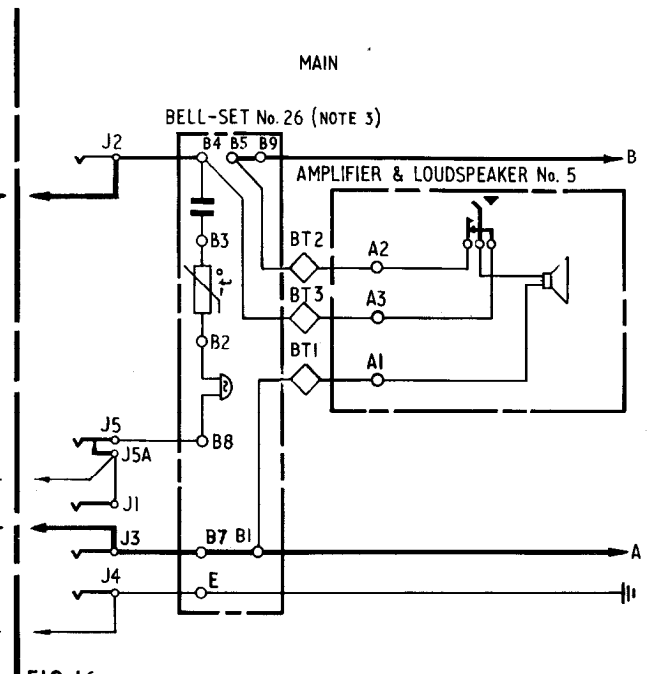 MAIN
BELL-SET No. 26 (NOTE 3)
J2
B4
B5
B9
B
AMPLIFIER & LOUDSPEAKER No. 5
B3
BT2
A2
-t°
BT3
A3
B2
BT1
A1
J5
B8
J5A
J1
J3
B7
B1
A
J4
E